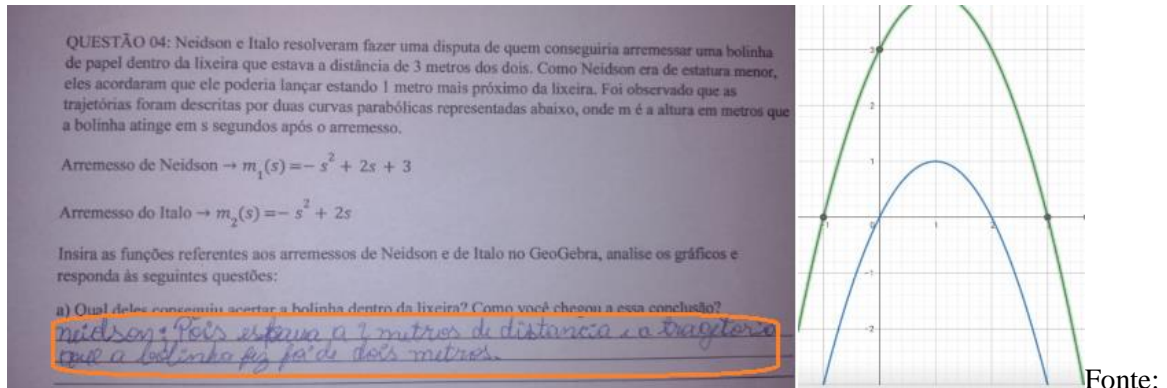 QUESTÃO 04: Neidson e Italo resolveram fazer uma disputa de quem conseguiria arremessar uma bolinha
de papel dentro da lixeira que estava a distância de 3 metros dos dois. Como Neidson era de estatura menor,
eles acordaram que ele poderia lançar estando 1 metro mais próximo da lixeira. Foi observado que as
trajetórias foram descritas por duas curvas parabólicas representadas abaixo, onde m é a altura em metros que
a bolinha atinge em s segundos após o arremesso.
Arremesso de Neidson → m₁(s) = − s² + 2s + 3
Arremesso do Italo → m₂(s) = − s² + 2s
Insira as funções referentes aos arremessos de Neidson e de Italo no GeoGebra, analise os gráficos e
responda às seguintes questões:
a) Qual deles conseguiu acertar a bolinha dentro da lixeira? Como você chegou a essa conclusão?
neidson; Pois estava a 2 metros de distancia e a tragetoria
que a bolinha fez foi de dois metros.
3
2
1
-1
0
1
2
3
-1
-2
Fonte: